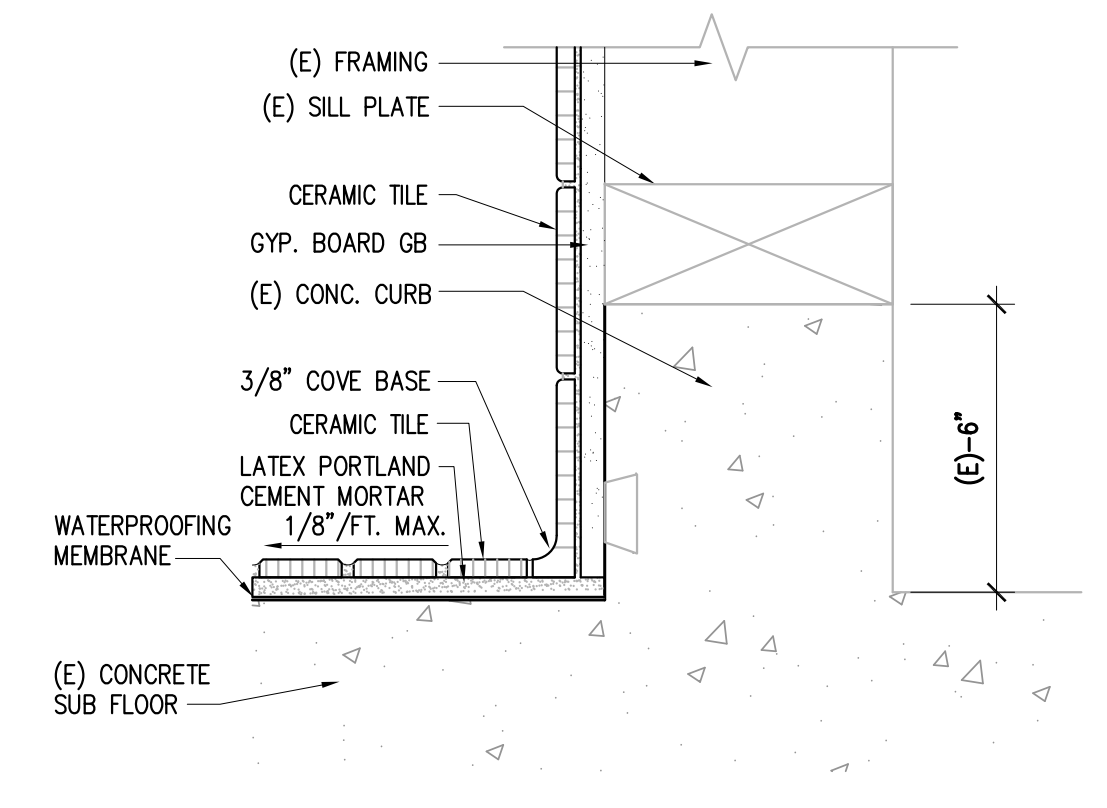 (E) FRAMING
(E) SILL PLATE
CERAMIC TILE
GYP. BOARD GB
(E) CONC. CURB
3/8" COVE BASE
CERAMIC TILE
LATEX PORTLAND
CEMENT MORTAR
1/8"/FT. MAX.
WATERPROOFING
MEMBRANE
(E) CONCRETE
SUB FLOOR
(E)-6"